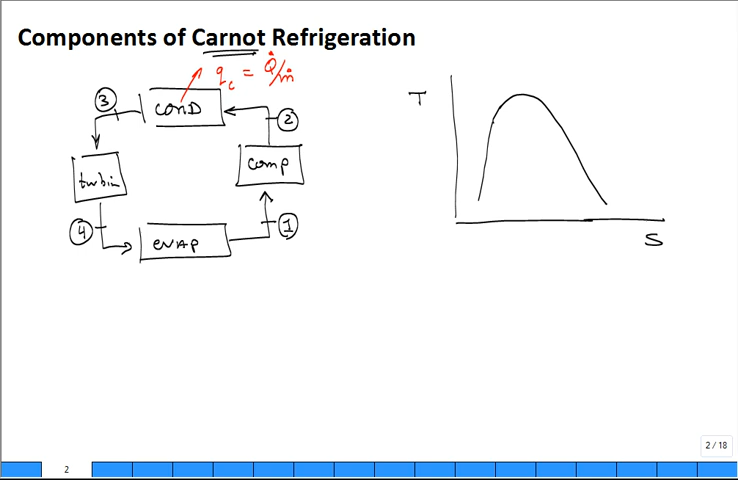 Components of Carnot Refrigeration
q_c = Q̇/ṁ
3
COND
2
T
turbin
comp
4
EVAP
1
S
2 / 18
2